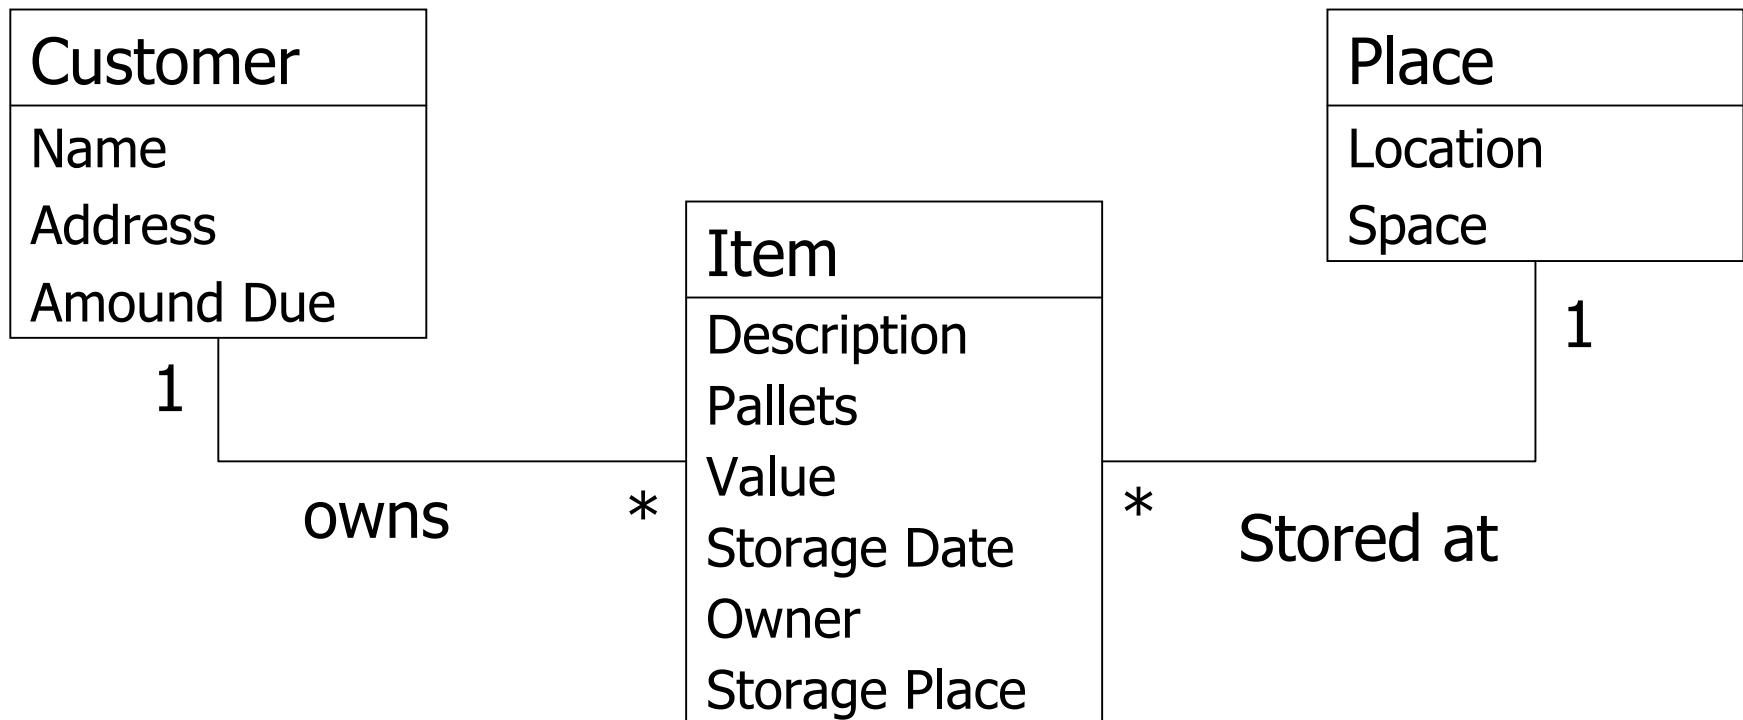 Customer
Name
Address
Amound Due
1
owns
*
Item
Description
Pallets
Value
Storage Date
Owner
Storage Place
Place
Location
Space
1
*
Stored at